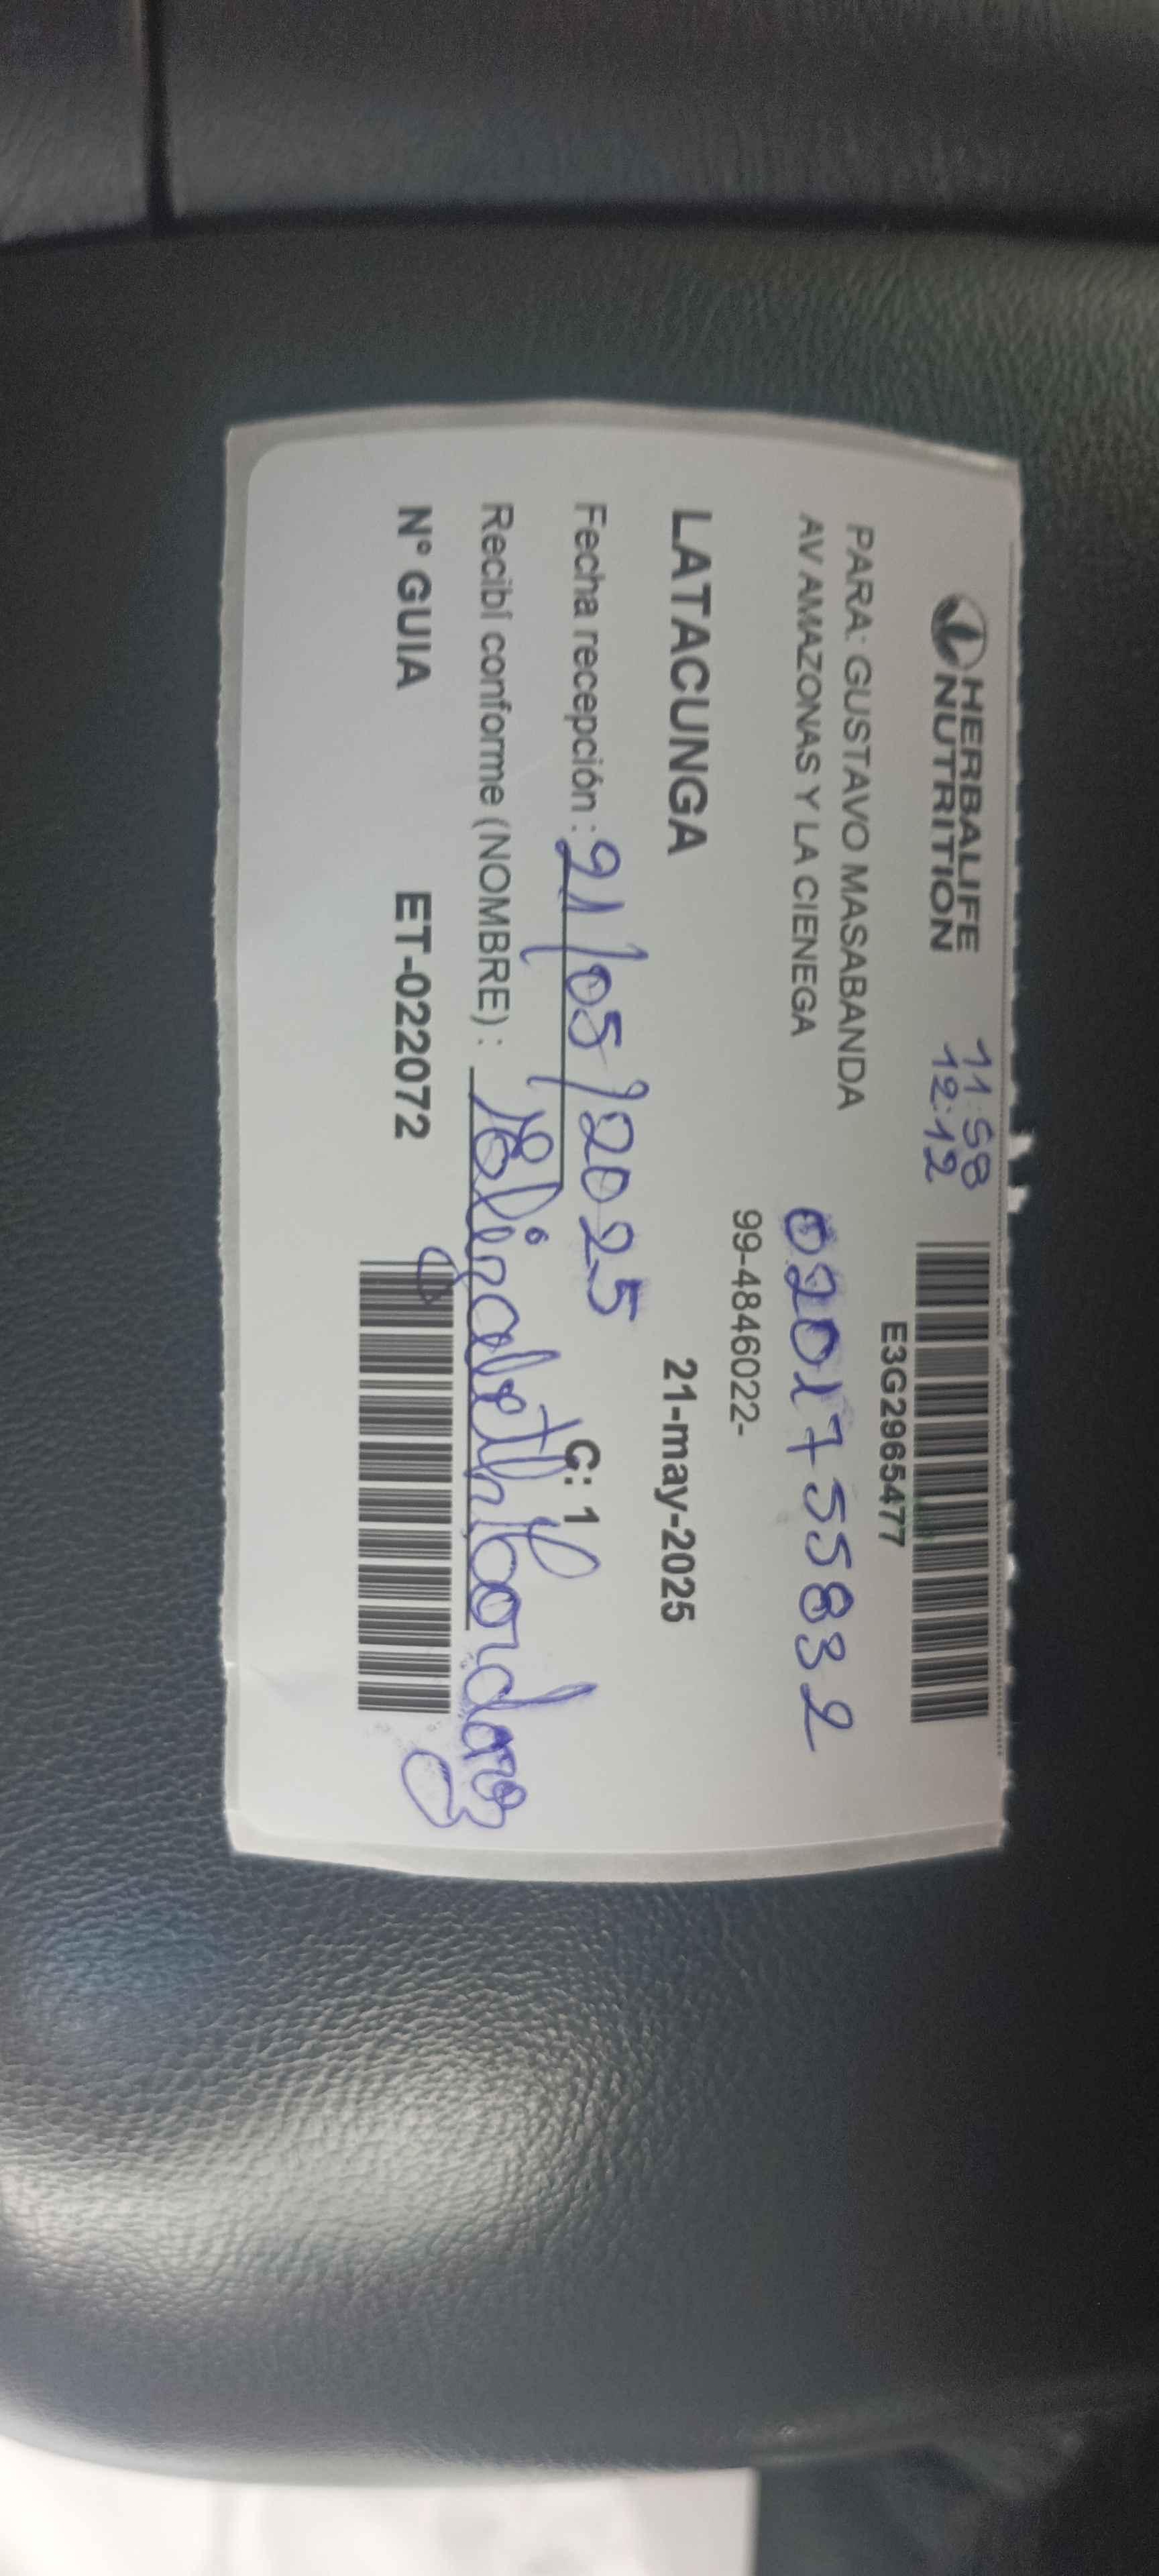 HERBALIFE
NUTRITION
11:58
12:12
E3G2965477
PARA: GUSTAVO MASABANDA
AV AMAZONAS Y LA CIENEGA
0201755832
99-4846022-
LATACUNGA
21-may-2025
Fecha recepción : 21/05/2025
C: 1
Recibí conforme (NOMBRE) :
N° GUIA
ET-022072